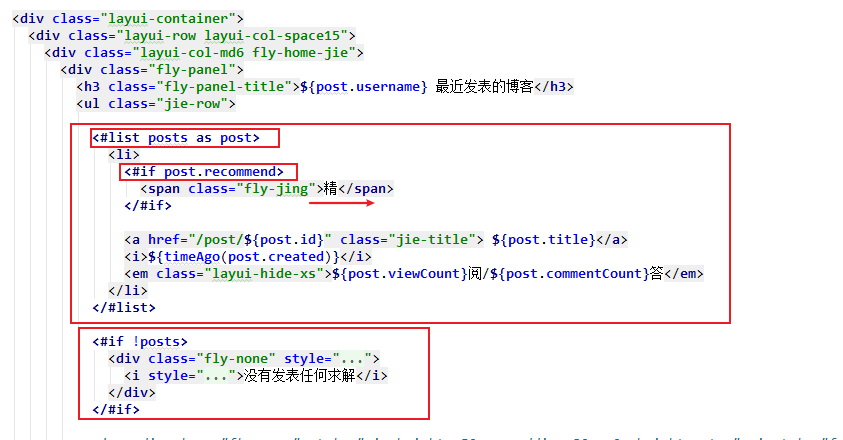 <div class="layui-container">
<div class="layui-row layui-col-space15">
<div class="layui-col-md6 fly-home-jie">
<div class="fly-panel">
<h3 class="fly-panel-title">${post.username} 最近发表的博客</h3>
<ul class="jie-row">
<#list posts as post>
<li>
<#if post.recommend>
<span class="fly-jing">精</span>
</#if>
<a href="/post/${post.id}" class="jie-title"> ${post.title}</a>
<i>${timeAgo(post.created)}</i>
<em class="layui-hide-xs">${post.viewCount}阅/${post.commentCount}答</em>
</li>
</#list>
<#if !posts>
<div class="fly-none" style="...">
<i style="...">没有发表任何求解</i>
</div>
</#if>